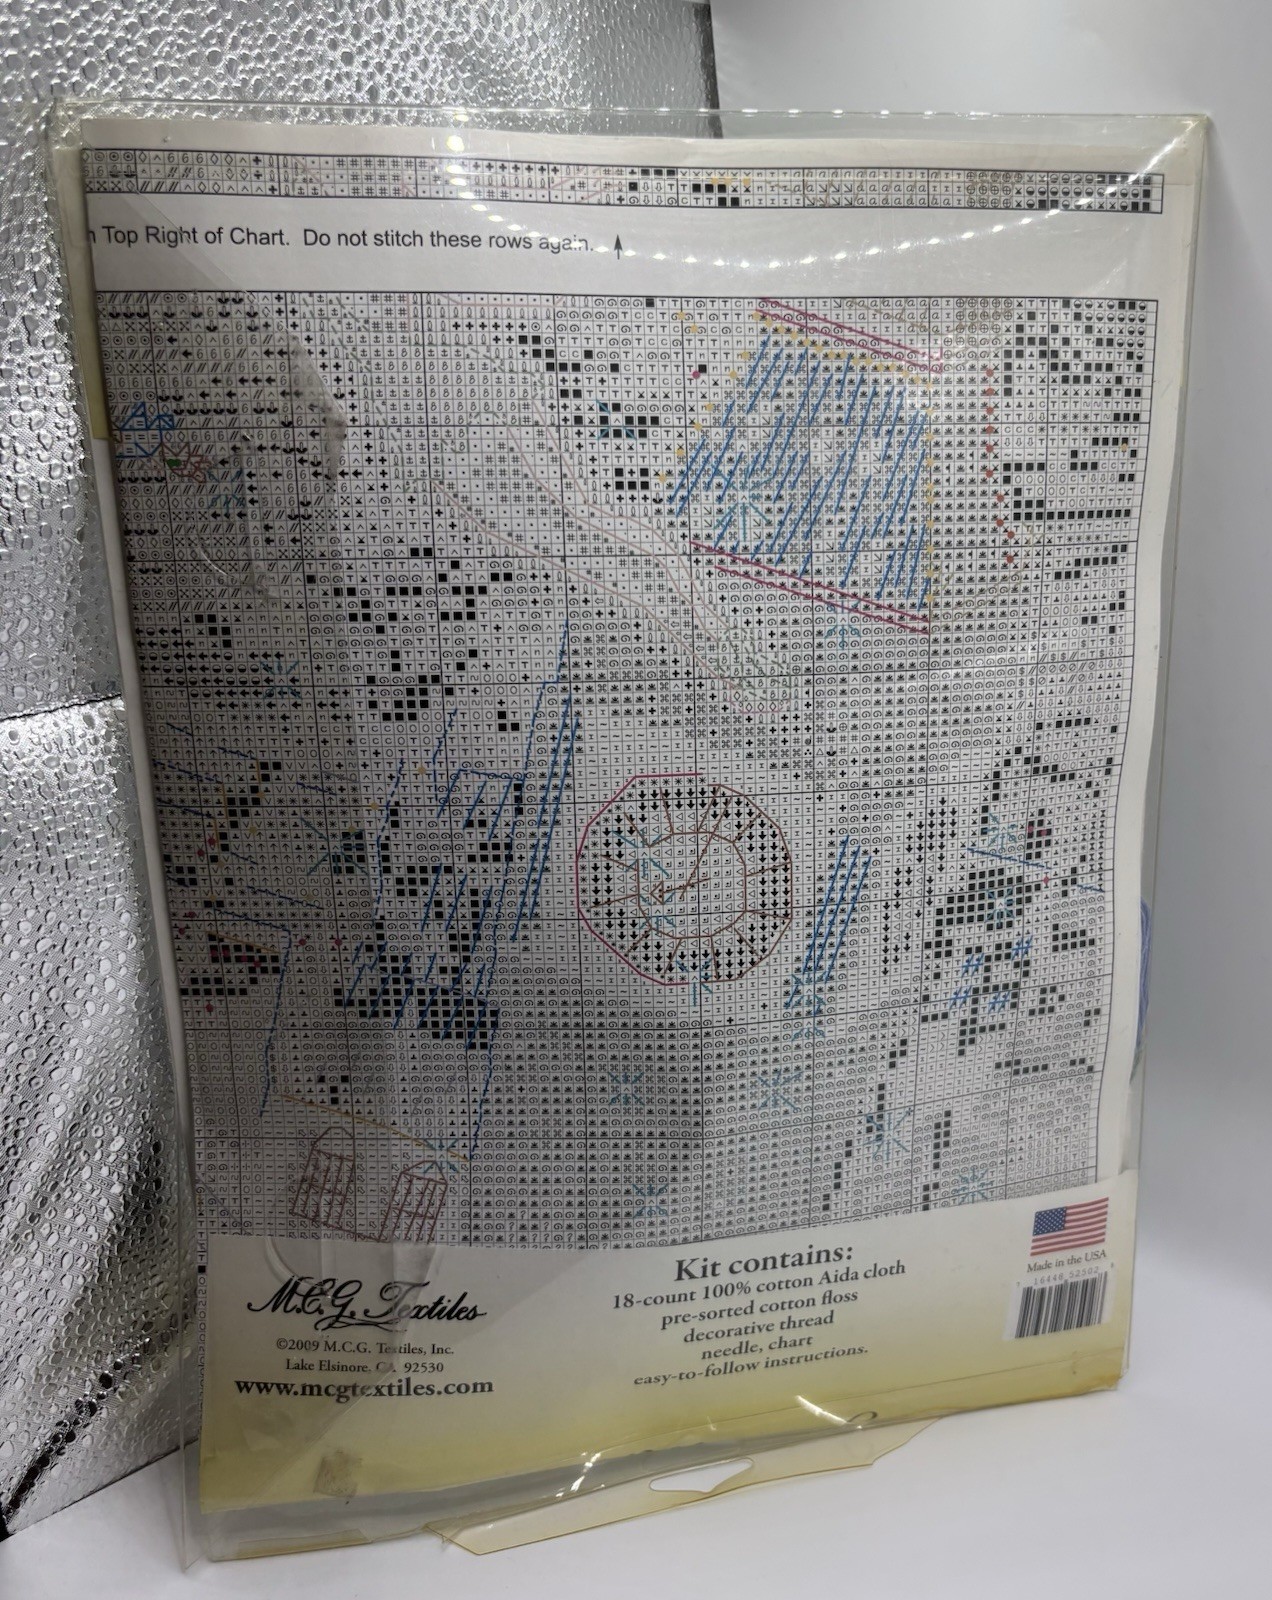 Top Right of Chart. Do not stitch these rows again.
M.C.G. Textiles
©2009 M.C.G. Textiles, Inc.
Lake Elsinore, CA 92530
www.mcgtextiles.com
Kit contains:
18-count 100% cotton Aida cloth
pre-sorted cotton floss
decorative thread
needle, chart
easy-to-follow instructions.
Made in the USA
16448 52502